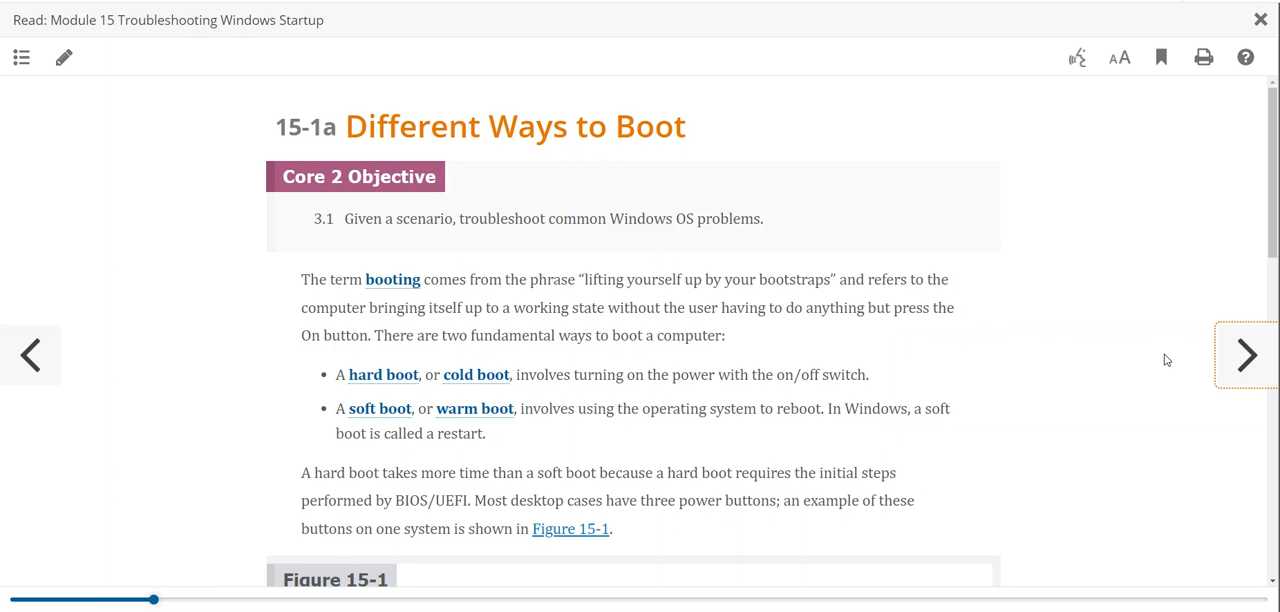 Read: Module 15 Troubleshooting Windows Startup
AA
15-1a Different Ways to Boot
Core 2 Objective
3.1 Given a scenario, troubleshoot common Windows OS problems.
The term booting comes from the phrase “lifting yourself up by your bootstraps” and refers to the
computer bringing itself up to a working state without the user having to do anything but press the
On button. There are two fundamental ways to boot a computer:
• A hard boot, or cold boot, involves turning on the power with the on/off switch.
• A soft boot, or warm boot, involves using the operating system to reboot. In Windows, a soft
boot is called a restart.
A hard boot takes more time than a soft boot because a hard boot requires the initial steps
performed by BIOS/UEFI. Most desktop cases have three power buttons; an example of these
buttons on one system is shown in Figure 15-1.
Figure 15-1